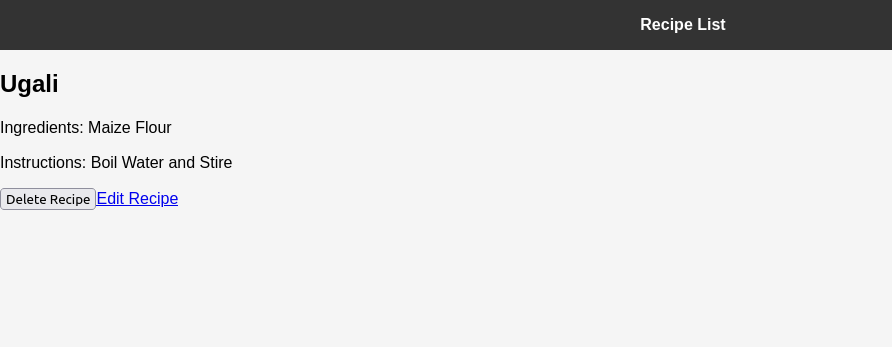 Recipe List
Ugali
Ingredients: Maize Flour
Instructions: Boil Water and Stire
Delete Recipe Edit Recipe